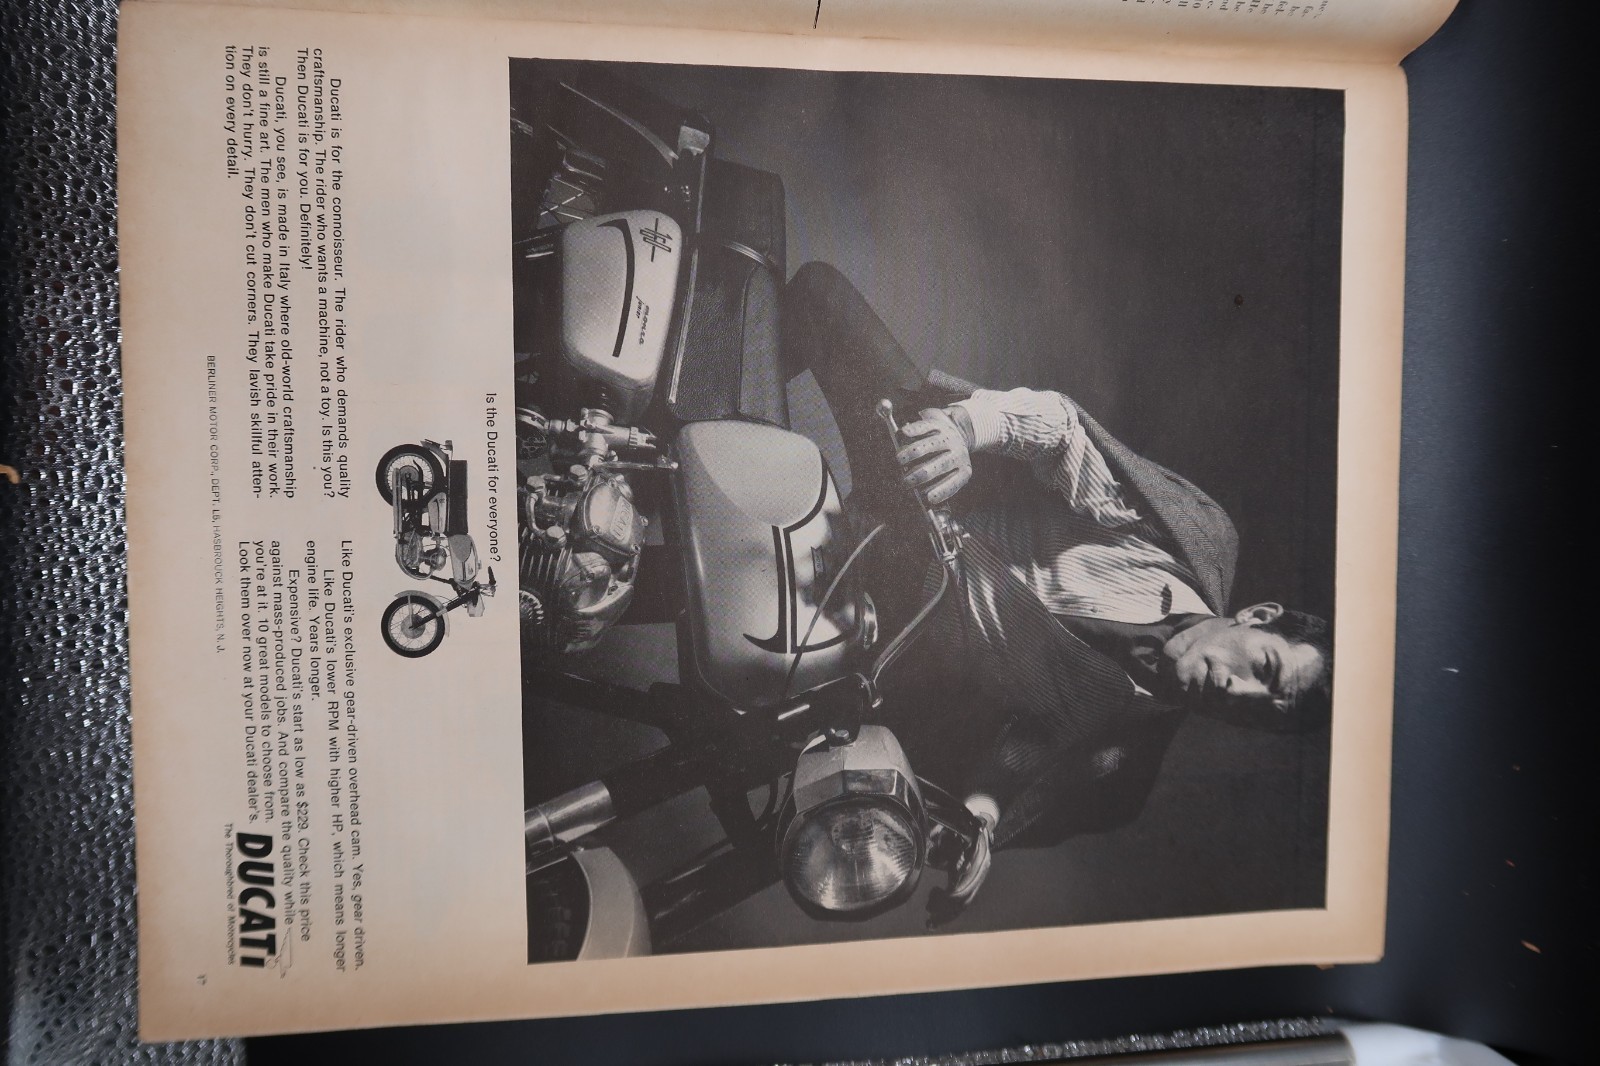 Is the Ducati for everyone?
Ducati is for the connoisseur. The rider who demands quality
craftsmanship. The rider who wants a machine, not a toy. Is this you?
Then Ducati is for you. Definitely!
Ducati, you see, is made in Italy where old-world craftsmanship
is still a fine art. The men who make Ducati take pride in their work.
They don't hurry. They don't cut corners. They lavish skillful atten-
tion on every detail.
Like Ducati's exclusive gear-driven overhead cam. Yes, gear driven.
Like Ducati's lower RPM with higher HP, which means longer
engine life. Years longer.
Expensive? Ducati's start as low as $229. Check this price
against mass-produced jobs. And compare the quality while
you're at it. 10 great models to choose from.
Look them over now at your Ducati dealer's.
DUCATI
The Thoroughbred of Motorcycles
BERLINER MOTOR CORP., DEPT. L5, HASBROUCK HEIGHTS, N. J.
monza